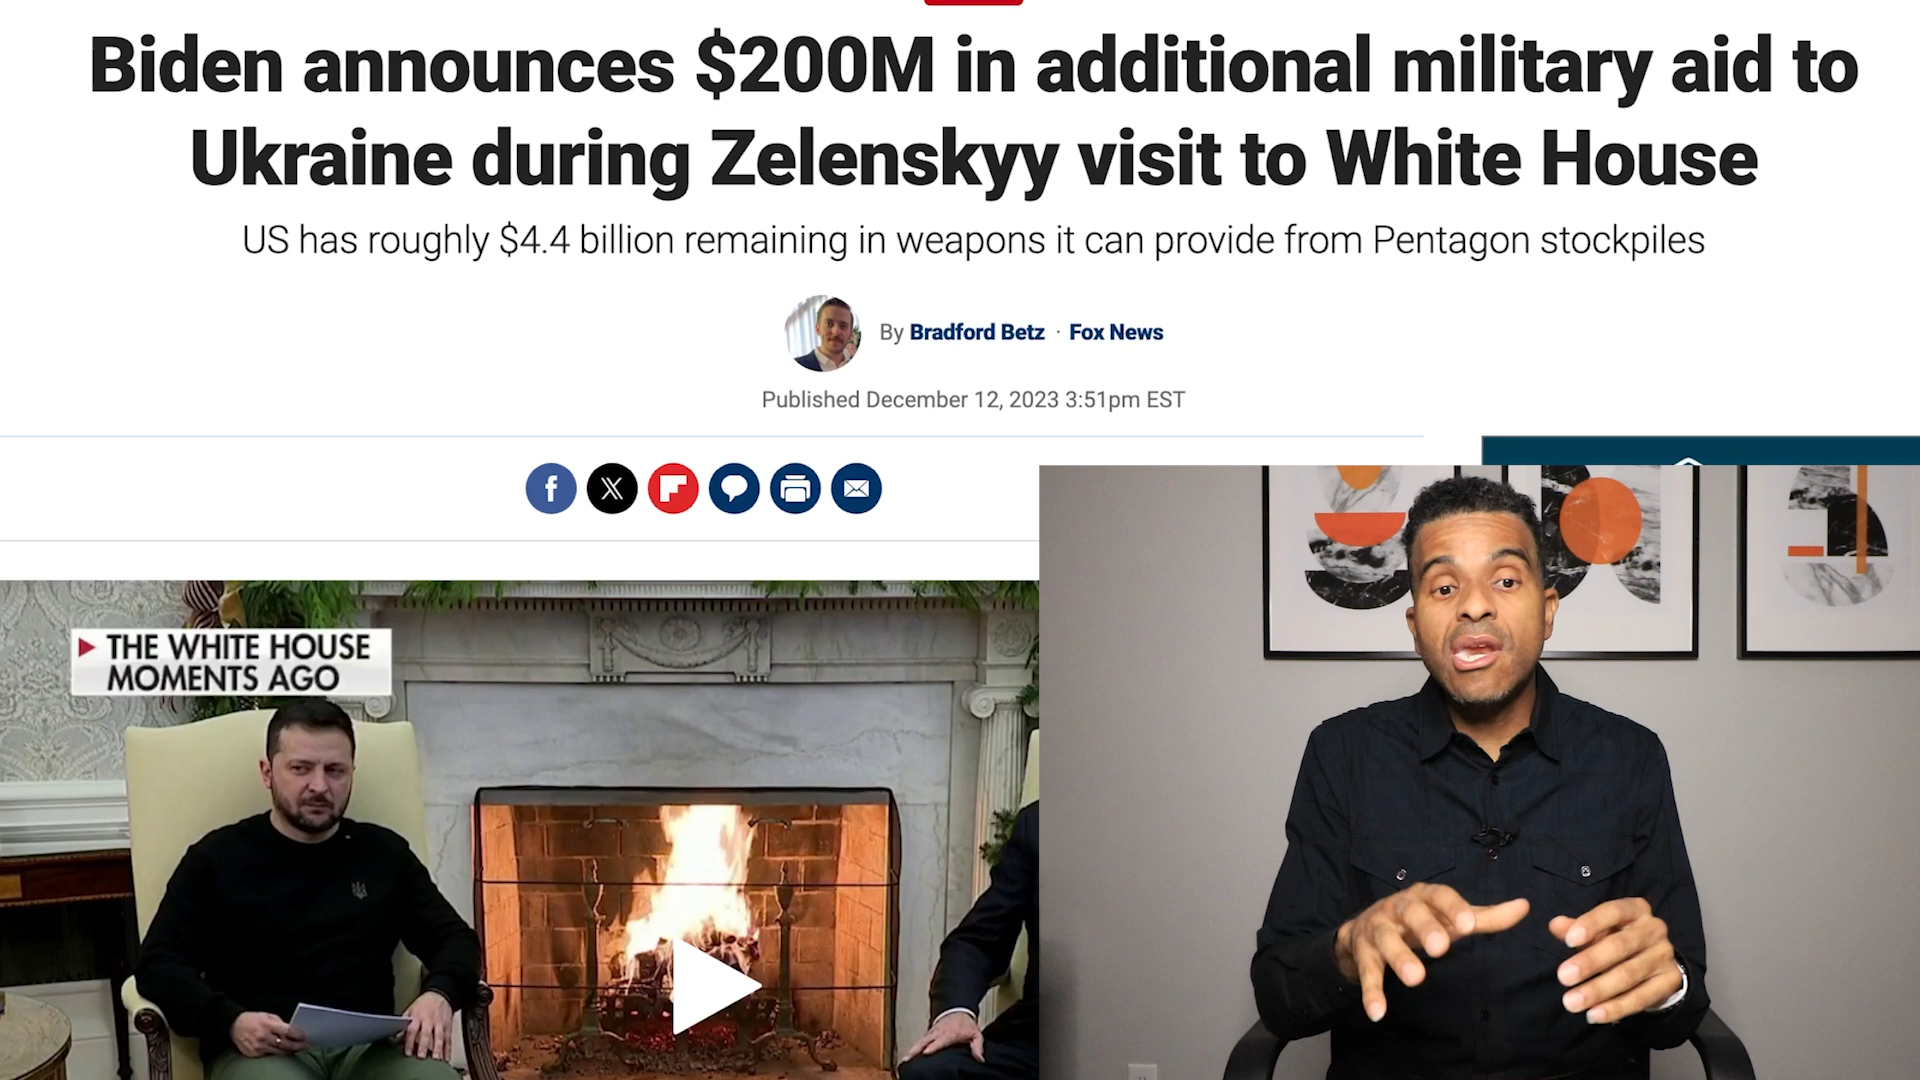 Biden announces $200M in additional military aid to
Ukraine during Zelenskyy visit to White House
US has roughly $4.4 billion remaining in weapons it can provide from Pentagon stockpiles
By Bradford Betz · Fox News
Published December 12, 2023 3:51pm EST
THE WHITE HOUSE
MOMENTS AGO